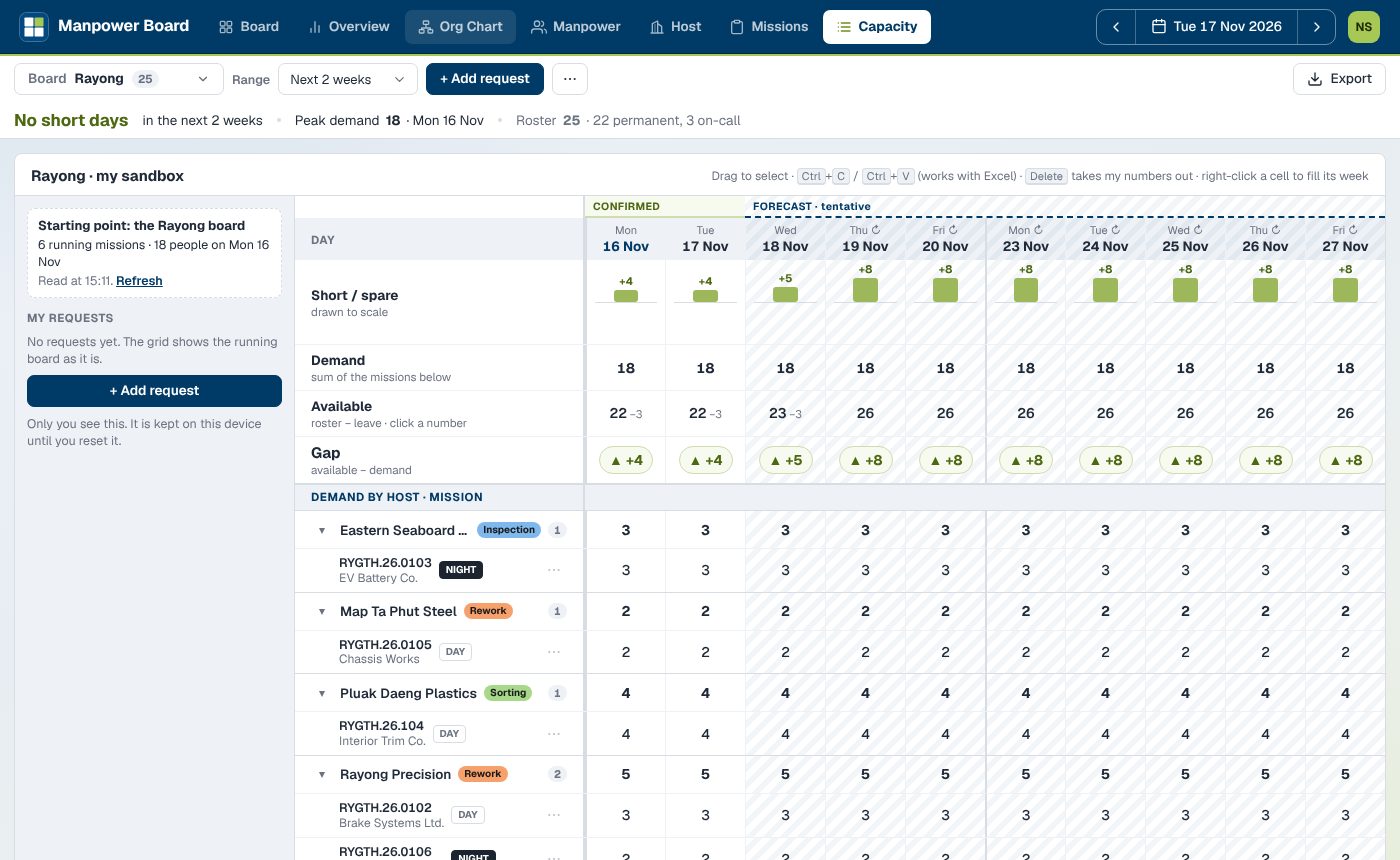 Manpower Board Board Overview Org Chart Manpower Host Missions Capacity Tue 17 Nov 2026 NS
Board Rayong 25 Range Next 2 weeks + Add request ··· Export
No short days in the next 2 weeks • Peak demand 18 · Mon 16 Nov • Roster 25 · 22 permanent, 3 on-call
Rayong · my sandbox Drag to select · Ctrl+C / Ctrl+V (works with Excel) · Delete takes my numbers out · right-click a cell to fill its week
Starting point: the Rayong board
6 running missions · 18 people on Mon 16
Nov
Read at 15:11. Refresh
MY REQUESTS
No requests yet. The grid shows the running
board as it is.
+ Add request
Only you see this. It is kept on this device
until you reset it.
CONFIRMED FORECAST · tentative
DAY
Mon Tue Wed Thu Fri Mon Tue Wed Thu Fri
16 Nov 17 Nov 18 Nov 19 Nov 20 Nov 23 Nov 24 Nov 25 Nov 26 Nov 27 Nov
+4 +4 +5 +8 +8 +8 +8 +8 +8 +8
Short / spare
drawn to scale
Demand 18 18 18 18 18 18 18 18 18 18
sum of the missions below
Available 22 −3 22 −3 23 −3 26 26 26 26 26 26 26
roster − leave · click a number
Gap ▲ +4 ▲ +4 ▲ +5 ▲ +8 ▲ +8 ▲ +8 ▲ +8 ▲ +8 ▲ +8 ▲ +8
available − demand
DEMAND BY HOST · MISSION
▼ Eastern Seaboard ... Inspection 1 3 3 3 3 3 3 3 3 3 3
RYGTH.26.0103 NIGHT ··· 3 3 3 3 3 3 3 3 3 3
EV Battery Co.
▼ Map Ta Phut Steel Rework 1 2 2 2 2 2 2 2 2 2 2
RYGTH.26.0105 DAY ··· 2 2 2 2 2 2 2 2 2 2
Chassis Works
▼ Pluak Daeng Plastics Sorting 1 4 4 4 4 4 4 4 4 4 4
RYGTH.26.104 DAY ··· 4 4 4 4 4 4 4 4 4 4
Interior Trim Co.
▼ Rayong Precision Rework 2 5 5 5 5 5 5 5 5 5 5
RYGTH.26.0102 DAY ··· 3 3 3 3 3 3 3 3 3 3
Brake Systems Ltd.
RYGTH.26.0106 NIGHT